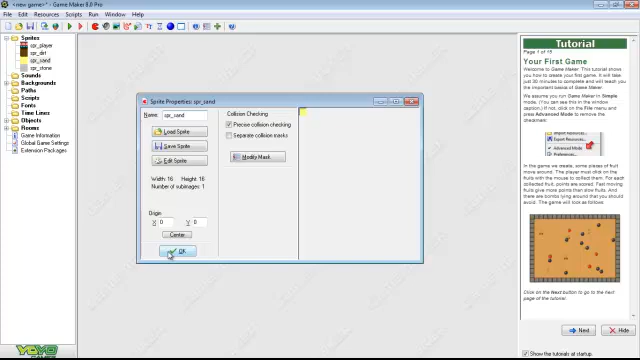 <new game>* - Game Maker 8.0 Pro
File Edit Resources Scripts Run Window Help
Sprites
spr_player
spr_dirt
spr_sand
spr_stone
Sounds
Backgrounds
Paths
Scripts
Fonts
Time Lines
Objects
Rooms
Game Information
Global Game Settings
Extension Packages
Sprite Properties: spr_sand
Name: spr_sand
Load Sprite
Save Sprite
Edit Sprite
Width: 16 Height: 16
Number of subimages: 1
Origin
X 0 Y 0
Center
OK
Collision Checking
Precise collision checking
Separate collision masks
Modify Mask
Tutorial
Page 1 of 15
Your First Game
Welcome to Game Maker. This tutorial
shows you how to create your first game. It will take
just 30 minutes to complete and will teach you
the important basics of Game Maker.
We assume you run Game Maker in Simple
mode. (You can see this in the window
caption.) If not, click on the File menu and
press Advanced Mode to remove the
checkmark:
Import Resources...
Export Resources...
Advanced Mode
Preferences...
In the game we create, some pieces of fruit
move around. The player must click on the
fruits with the mouse to collect them. For each
collected fruit, points are scored. Fast moving
fruits give more points than slow fruits. And
there are bombs lying around that you should
avoid. The game will look as follows:
Click on the Next button to go to the next
page of the tutorial.
Next
Hide
Show the tutorials at startup.
YOYO
GAMES